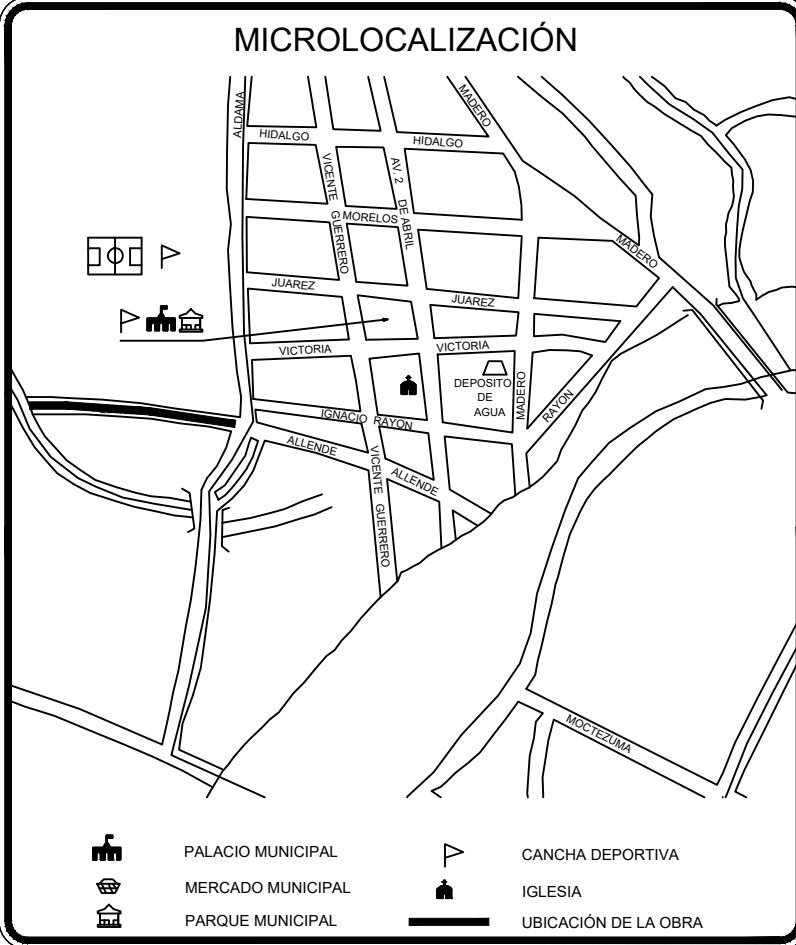 MICROLOCALIZACIÓN
ALDAMA
MADERO
HIDALGO
HIDALGO
VICENTE
GUERRERO
AV. 2
DE ABRIL
MORELOS
MADERO
JUAREZ
JUAREZ
VICTORIA
VICTORIA
DEPOSITO
DE
AGUA
MADERO
RAYON
IGNACIO RAYON
ALLENDE
ALLENDE
VICENTE GUERRERO
MOCTEZUMA
PALACIO MUNICIPAL
CANCHA DEPORTIVA
MERCADO MUNICIPAL
IGLESIA
PARQUE MUNICIPAL
UBICACIÓN DE LA OBRA